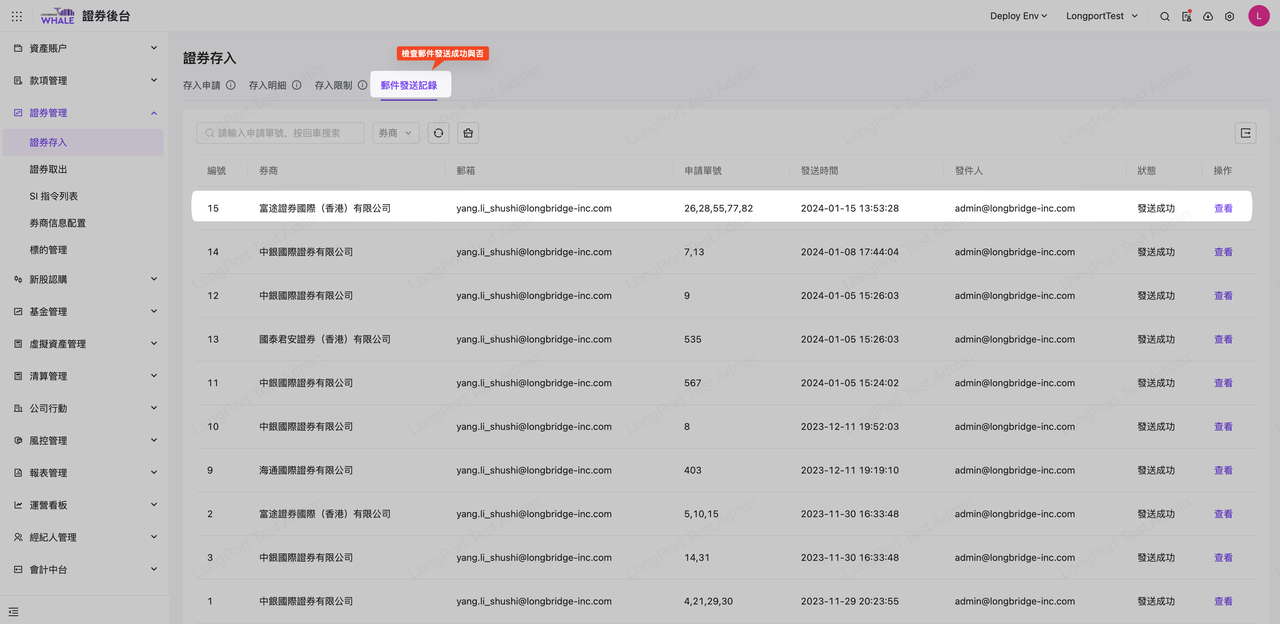 WHALE 證券後台
Deploy Env
LongportTest
L
資產賬戶
款項管理
證券管理
證券存入
證券取出
SI 指令列表
券商信息配置
標的管理
新股認購
基金管理
虛擬資產管理
清算管理
公司行動
風控管理
報表管理
運營看板
經紀人管理
會計中台
證券存入
檢查郵件發送成功與否
存入申請 存入明細 存入限制 郵件發送記錄
請輸入申請單號，按回車搜索 券商
編號 券商 郵箱 申請單號 發送時間 發件人 狀態 操作
15 富途證券國際（香港）有限公司 yang.li_shushi@longbridge-inc.com 26,28,55,77,82 2024-01-15 13:53:28 admin@longbridge-inc.com 發送成功 查看
14 中銀國際證券有限公司 yang.li_shushi@longbridge-inc.com 7,13 2024-01-08 17:44:04 admin@longbridge-inc.com 發送成功 查看
12 中銀國際證券有限公司 yang.li_shushi@longbridge-inc.com 9 2024-01-05 15:26:03 admin@longbridge-inc.com 發送成功 查看
13 國泰君安證券（香港）有限公司 yang.li_shushi@longbridge-inc.com 535 2024-01-05 15:26:03 admin@longbridge-inc.com 發送成功 查看
11 中銀國際證券有限公司 yang.li_shushi@longbridge-inc.com 567 2024-01-05 15:24:02 admin@longbridge-inc.com 發送成功 查看
10 中銀國際證券有限公司 yang.li_shushi@longbridge-inc.com 8 2023-12-11 19:52:03 admin@longbridge-inc.com 發送成功 查看
9 海通國際證券有限公司 yang.li_shushi@longbridge-inc.com 403 2023-12-11 19:19:10 admin@longbridge-inc.com 發送成功 查看
2 富途證券國際（香港）有限公司 yang.li_shushi@longbridge-inc.com 5,10,15 2023-11-30 16:33:48 admin@longbridge-inc.com 發送成功 查看
3 中銀國際證券有限公司 yang.li_shushi@longbridge-inc.com 14,31 2023-11-30 16:33:48 admin@longbridge-inc.com 發送成功 查看
1 中銀國際證券有限公司 yang.li_shushi@longbridge-inc.com 4,21,29,30 2023-11-29 20:23:55 admin@longbridge-inc.com 發送成功 查看
LongPort Test Admin